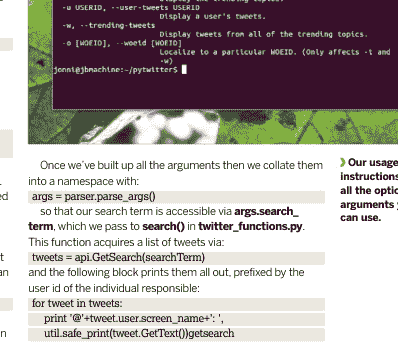 -u USERID, --user-tweets USERID
Display a user's tweets.
-w, --trending-tweets
Display tweets from all of the trending topics.
-o [WOEID], --woeid [WOEID]
Localize to a particular WOEID. (Only affects -t and
-w)
jonni@jbmachine:~/pytwitter$
Once we've built up all the arguments then we collate them
into a namespace with:
args = parser.parse_args()
so that our search term is accessible via args.search_
term, which we pass to search() in twitter_functions.py.
This function acquires a list of tweets via:
tweets = api.GetSearch(searchTerm)
and the following block prints them all out, prefixed by the
user id of the individual responsible:
for tweet in tweets:
print '@'+tweet.user.screen_name+': ',
util.safe_print(tweet.GetText())getsearch
Our usage
instructions
all the optio
arguments y
can use.